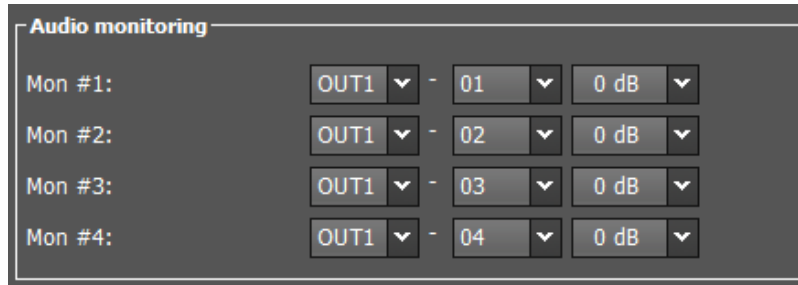 Audio monitoring
Mon #1: OUT1 - 01 0 dB
Mon #2: OUT1 - 02 0 dB
Mon #3: OUT1 - 03 0 dB
Mon #4: OUT1 - 04 0 dB